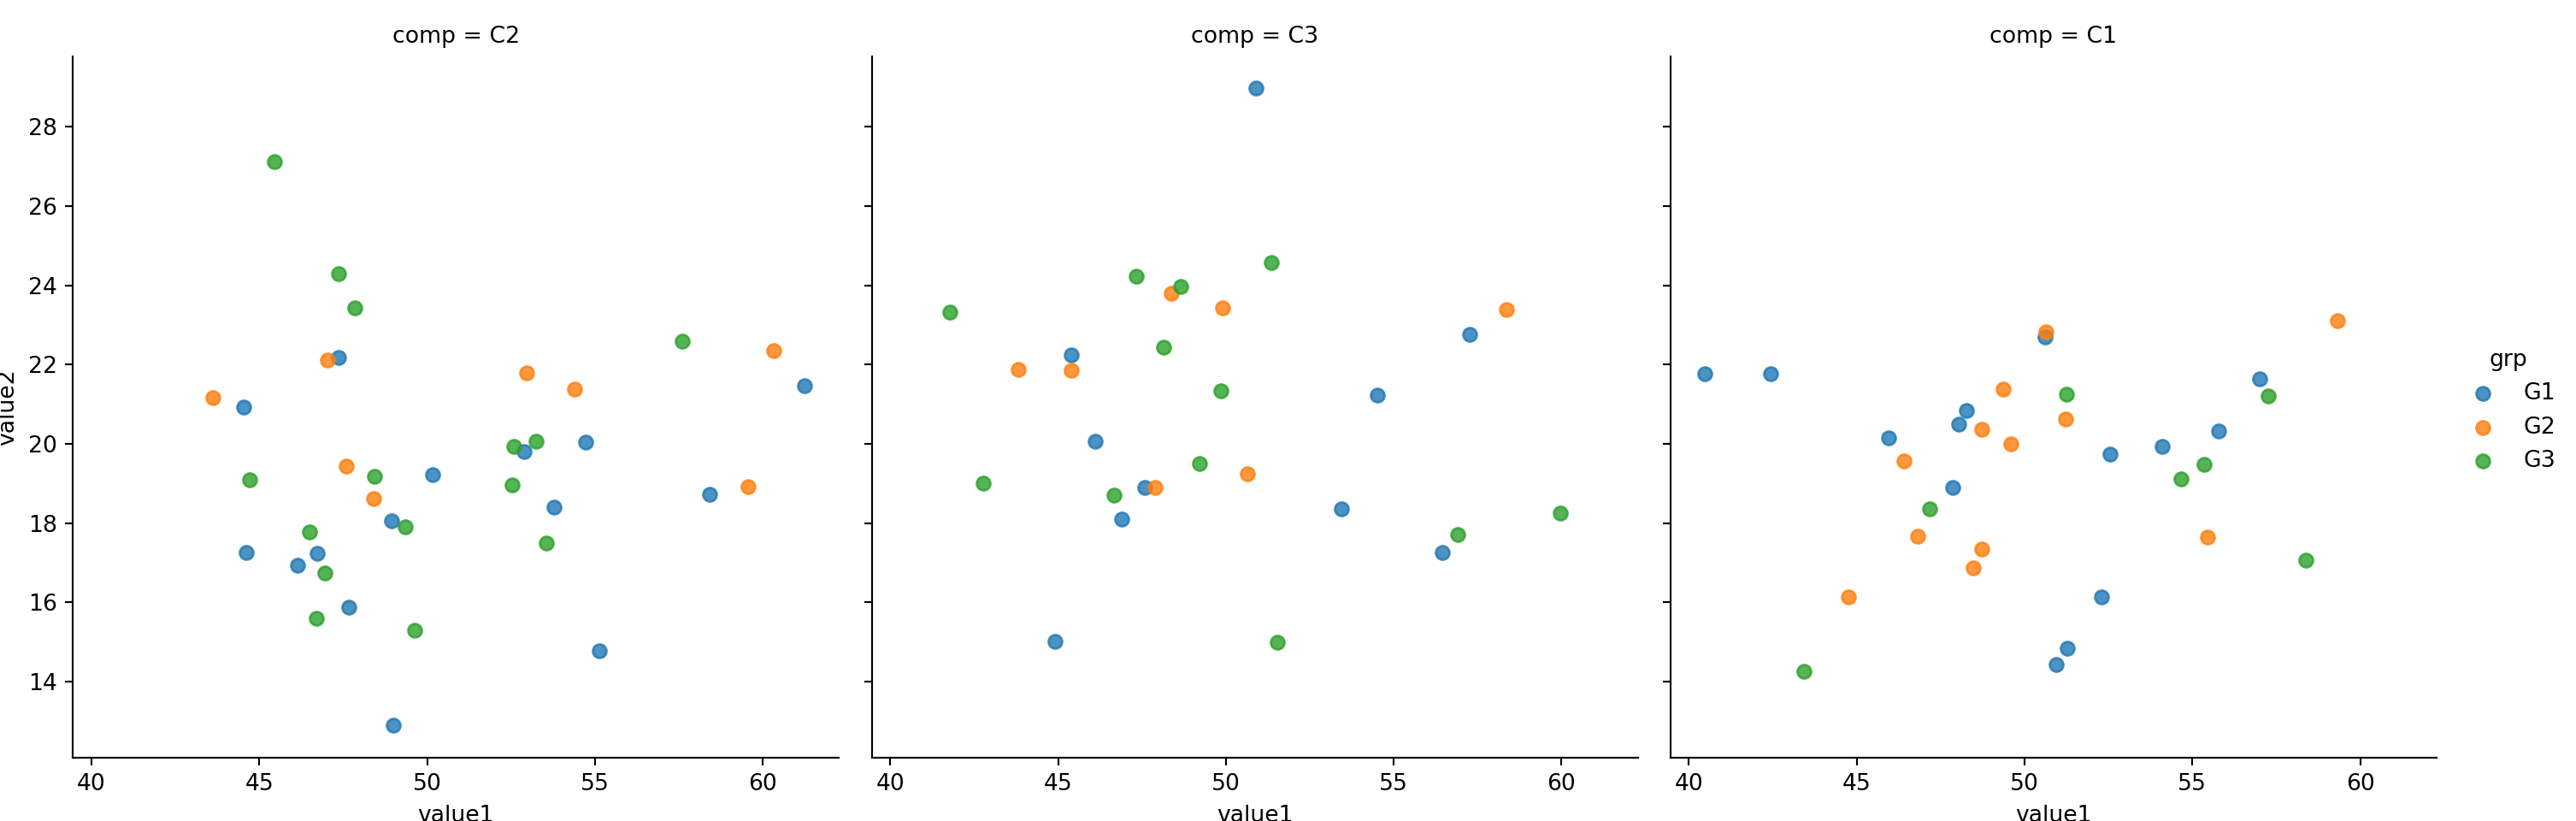 comp = C2
comp = C3
comp = C1
28
26
24
22
20
18
16
14
value2
40 45 50 55 60
40 45 50 55 60
40 45 50 55 60
value1
value1
value1
grp
G1
G2
G3